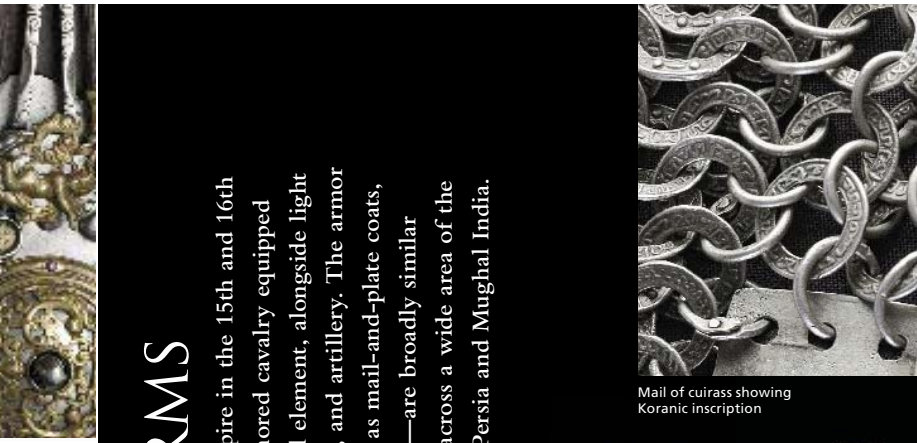 RMS
pire in the 15th and 16th
ored cavalry equipped
element, alongside light
, and artillery. The armor
as mail-and-plate coats,
—are broadly similar
across a wide area of the
Persia and Mughal India.
Mail of cuirass showing
Koranic inscription